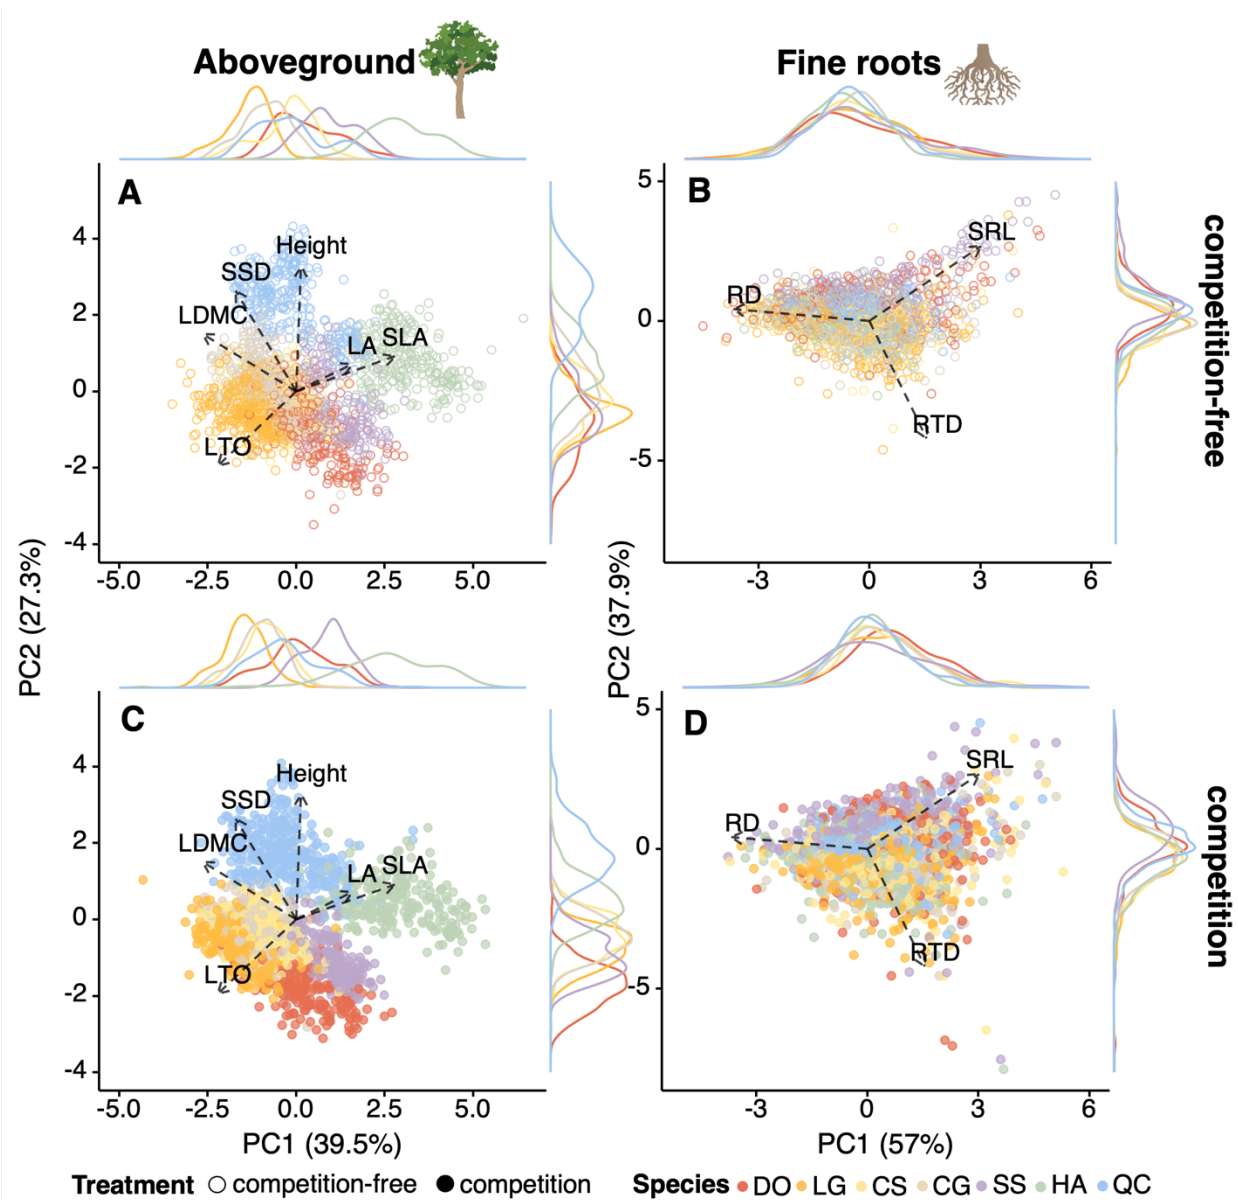 Aboveground
Fine roots
A
4
2
0
-2
-4
Height
SSD
LDMC
LA
SLA
LTO
-5.0 -2.5 0.0 2.5 5.0
B
5
0
-5
SRL
RD
RTD
-3 0 3 6
competition-free
PC2 (27.3%)
PC2 (37.9%)
C
4
2
0
-2
-4
Height
SSD
LDMC
LA
SLA
LTO
-5.0 -2.5 0.0 2.5 5.0
PC1 (39.5%)
D
5
0
-5
SRL
RD
RTD
-3 0 3 6
PC1 (57%)
competition
Treatment competition-free competition Species DO LG CS CG SS HA QC